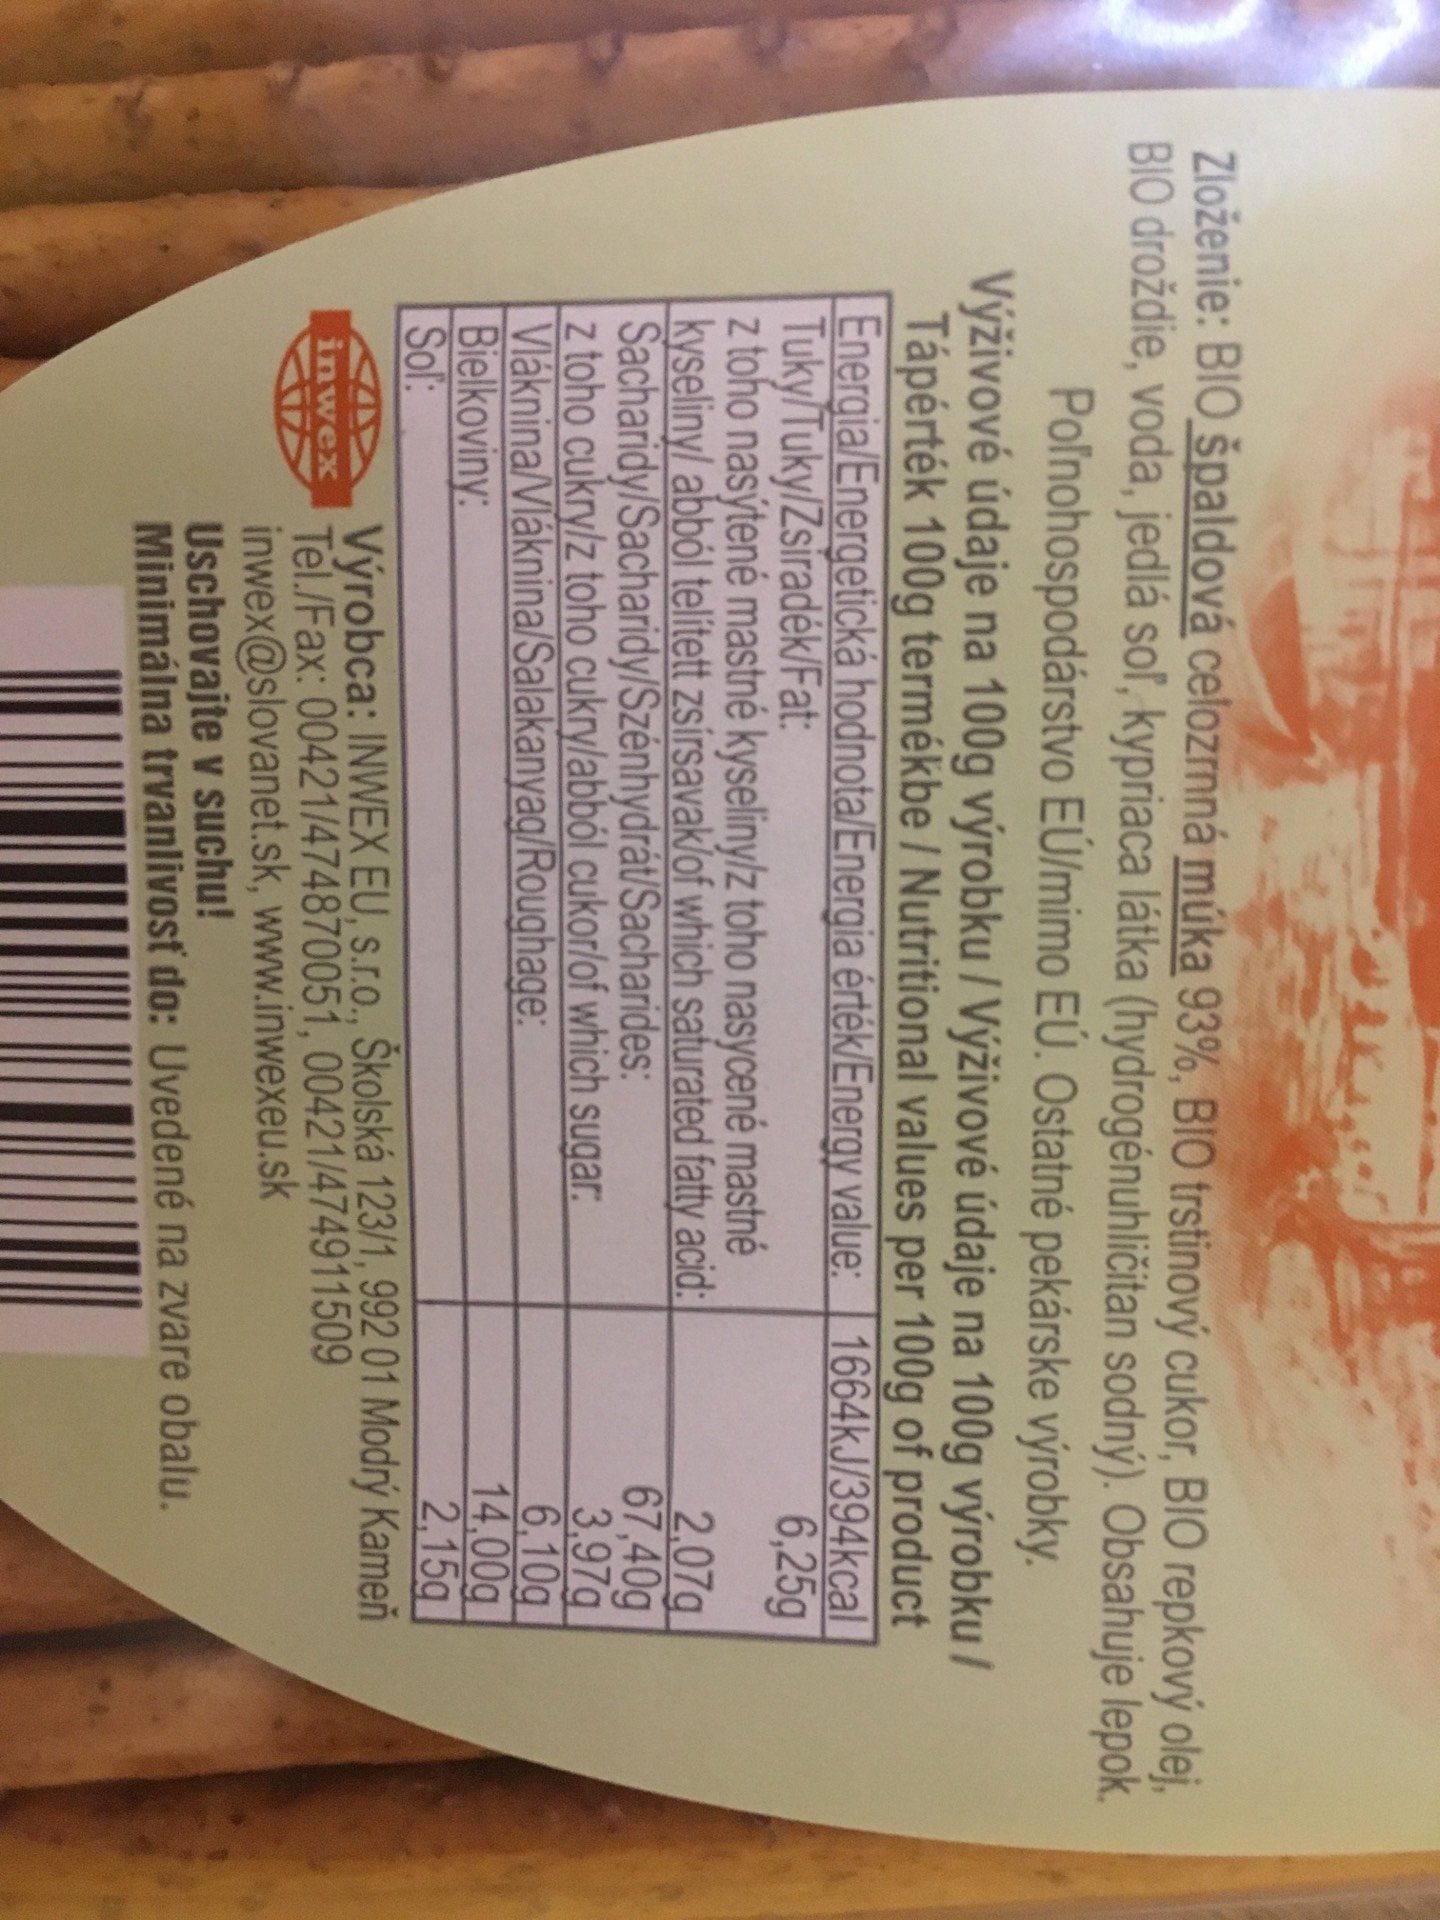 Zloženie: BIO špaldová celozrnná múka 93%, BIO trstinový cukor, BIO repkový olej,
BIO droždie, voda, jedlá soľ, kypriaca látka (hydrogénuhličitan sodný). Obsahuje lepok.
Poľnohospodárstvo EÚ/mimo EÚ. Ostatné pekárske výrobky.
Výživové údaje na 100g výrobku / Výživové údaje na 100g výrobku /
Tápérték 100g termékbe / Nutritional values per 100g of product
Energia/Energetická hodnota/Energia érték/Energy value: 1664kJ/394kcal
Tuky/Tuky/Zsiradék/Fat: 6,25g
z toho nasýtené mastné kyseliny/z toho nasycené mastné
kyseliny/ abból telített zsírsavak/of which saturated fatty acid: 2,07g
Sacharidy/Sacharidy/Szénhydrát/Sacharides: 67,40g
z toho cukry/z toho cukry/abból cukor/of which sugar: 3,97g
Vláknina/Vláknina/Salakanyag/Roughage: 6,10g
Bielkoviny: 14,00g
Soľ: 2,15g
inwex
Výrobca: INWEX EU, s.r.o., Školská 123/1, 992 01 Modrý Kameň
Tel./Fax: 00421/474870051, 00421/474911509
inwex@slovanet.sk, www.inwexeu.sk
Uschovajte v suchu!
Minimálna trvanlivosť do: Uvedené na zvare obalu.